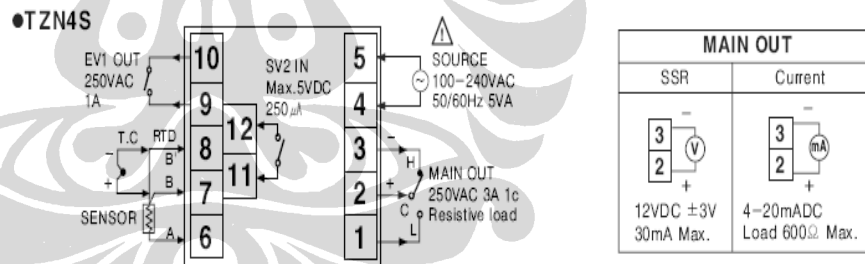 ●TZN4S
EV1 OUT
250VAC
1A
10
9
8
7
6
12
11
SV2 IN
Max.5VDC
250㎂
T.C
RTD
B'
B
A
-
+
SENSOR
5
4
3
2
1
SOURCE
100-240VAC
50/60Hz 5VA
-
H
+
C
L
MAIN OUT
250VAC 3A 1c
Resistive load
MAIN OUT
SSR
Current
-
3
2
V
+
12VDC ±3V
30mA Max.
-
3
2
mA
+
4-20mADC
Load 600Ω Max.